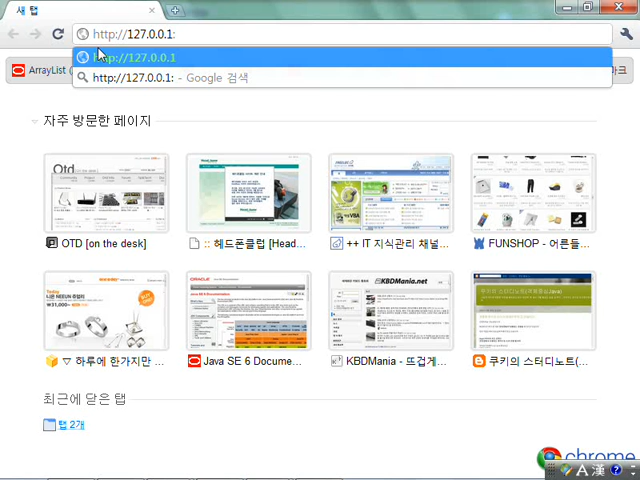 새 탭
http://127.0.0.1:
http://127.0.0.1
http://127.0.0.1: - Google 검색
ArrayList (
마크
자주 방문한 페이지
OTD [on the desk]
:: 헤드폰클럽 [Head...
++ IT 지식관리 채널...
FUNSHOP - 어른들...
▽ 하루에 한가지만 ...
Java SE 6 Docume...
KBDMania - 뜨겁게...
쿠키의 스터디노트(...
최근에 닫은 탭
탭 2개
chrome
A 漢